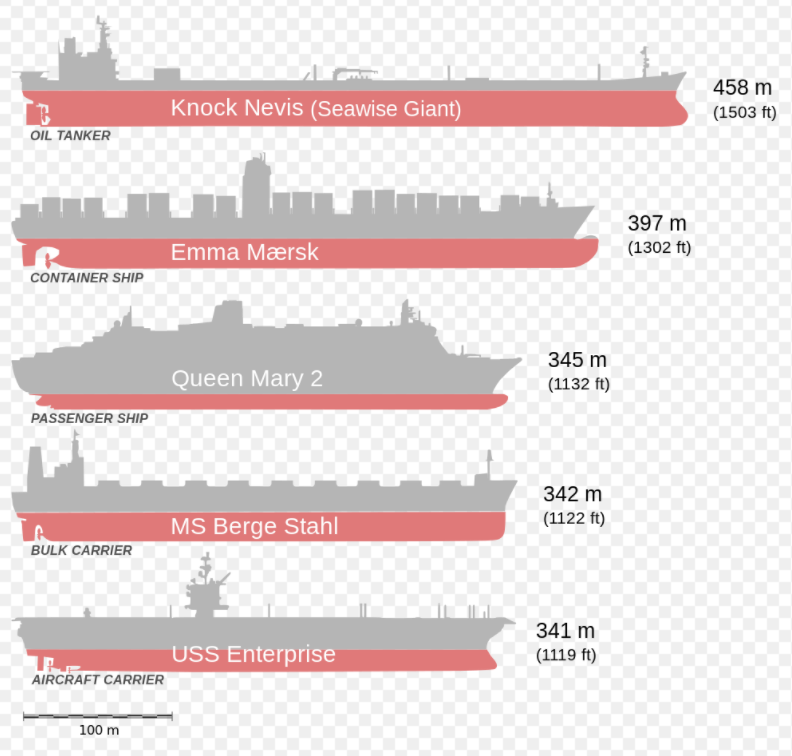 Knock Nevis (Seawise Giant)
458 m
(1503 ft)
OIL TANKER
Emma Mærsk
397 m
(1302 ft)
CONTAINER SHIP
Queen Mary 2
345 m
(1132 ft)
PASSENGER SHIP
MS Berge Stahl
342 m
(1122 ft)
BULK CARRIER
USS Enterprise
341 m
(1119 ft)
AIRCRAFT CARRIER
100 m